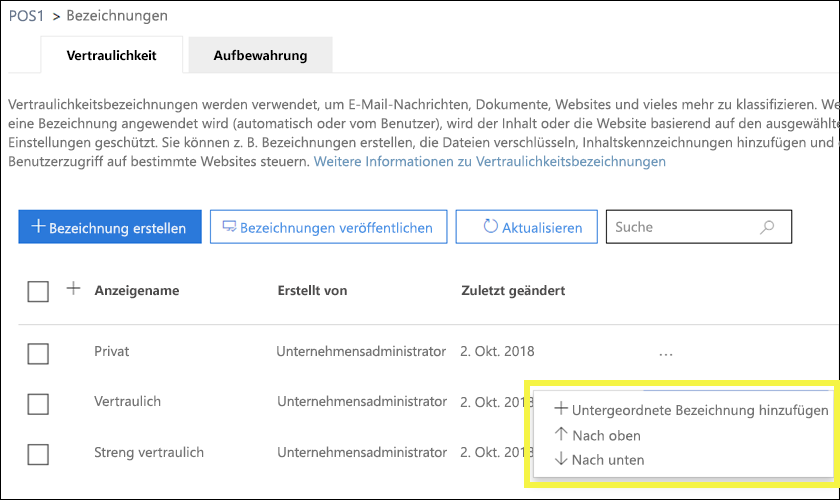 POS1 > Bezeichnungen
Vertraulichkeit Aufbewahrung
Vertraulichkeitsbezeichnungen werden verwendet, um E-Mail-Nachrichten, Dokumente, Websites und vieles mehr zu klassifizieren. We
eine Bezeichnung angewendet wird (automatisch oder vom Benutzer), wird der Inhalt oder die Website basierend auf den ausgewählte
Einstellungen geschützt. Sie können z. B. Bezeichnungen erstellen, die Dateien verschlüsseln, Inhaltskennzeichnungen hinzufügen und
Benutzerzugriff auf bestimmte Websites steuern. Weitere Informationen zu Vertraulichkeitsbezeichnungen
+ Bezeichnung erstellen Bezeichnungen veröffentlichen Aktualisieren Suche
+ Anzeigename Erstellt von Zuletzt geändert
Privat Unternehmensadministrator 2. Okt. 2018 ...
Vertraulich Unternehmensadministrator 2. Okt. 2018
+ Untergeordnete Bezeichnung hinzufügen
↑ Nach oben
Streng vertraulich Unternehmensadministrator 2. Okt. 2018
↓ Nach unten